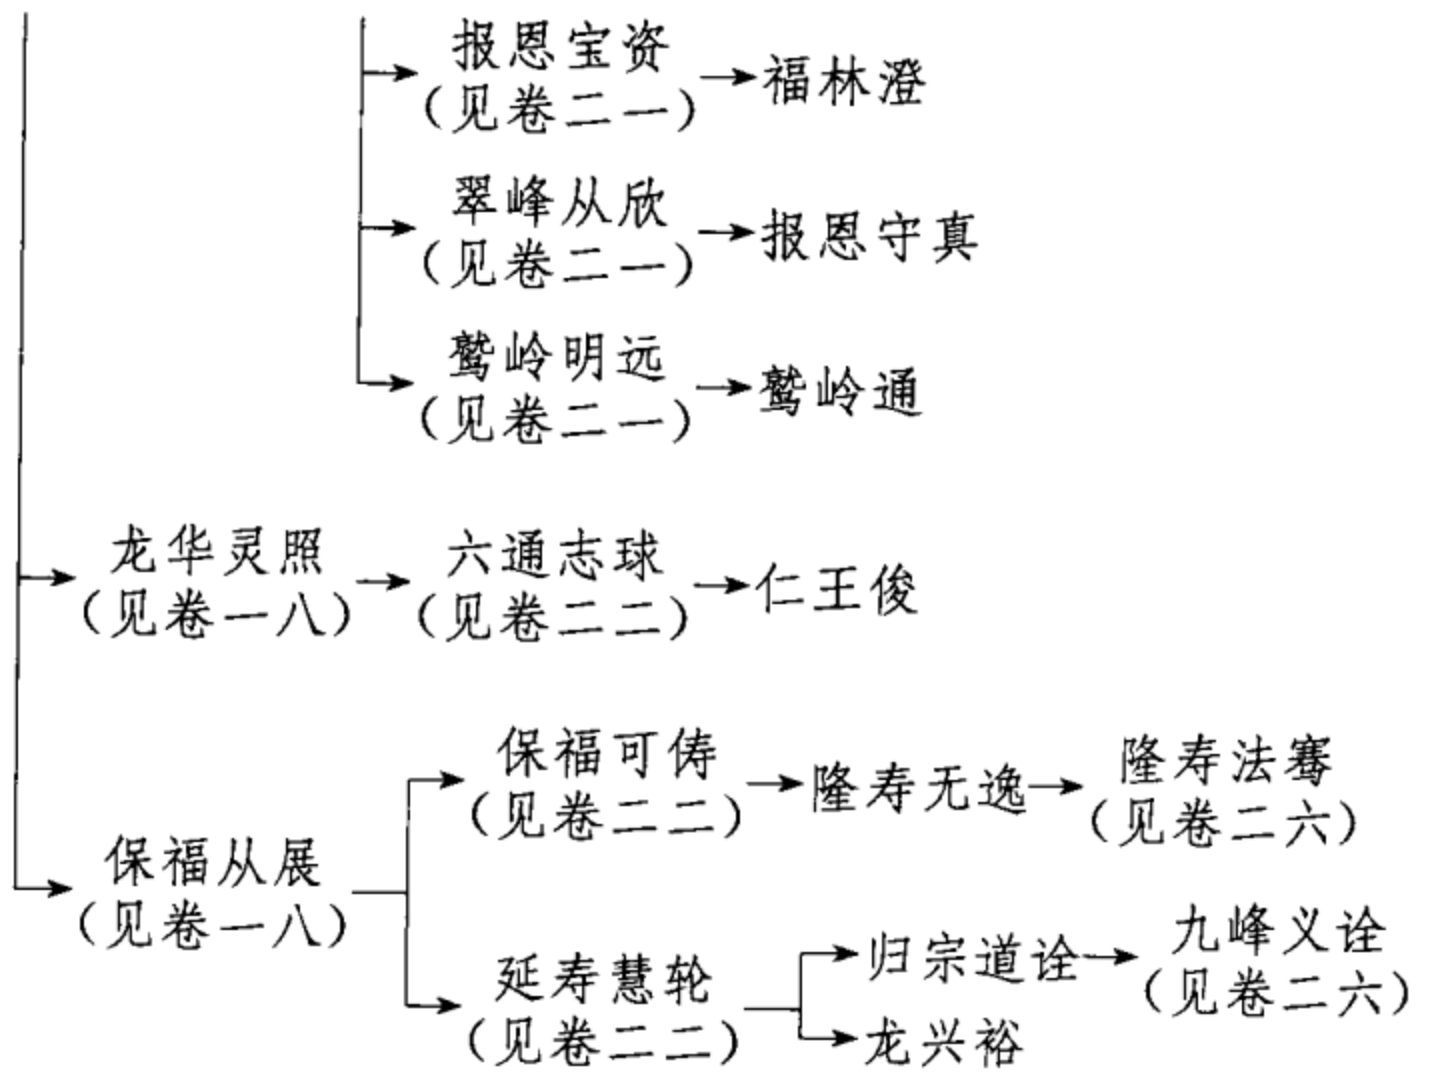 报恩宝资
（见卷二一）
福林澄
翠峰从欣
（见卷二一）
报恩守真
鹫岭明远
（见卷二一）
鹫岭通
龙华灵照
（见卷一八）
六通志球
（见卷二二）
仁王俊
保福从展
（见卷一八）
保福可俦
（见卷二二）
隆寿无逸
隆寿法骞
（见卷二六）
延寿慧轮
（见卷二二）
归宗道诠
九峰义诠
（见卷二六）
龙兴裕